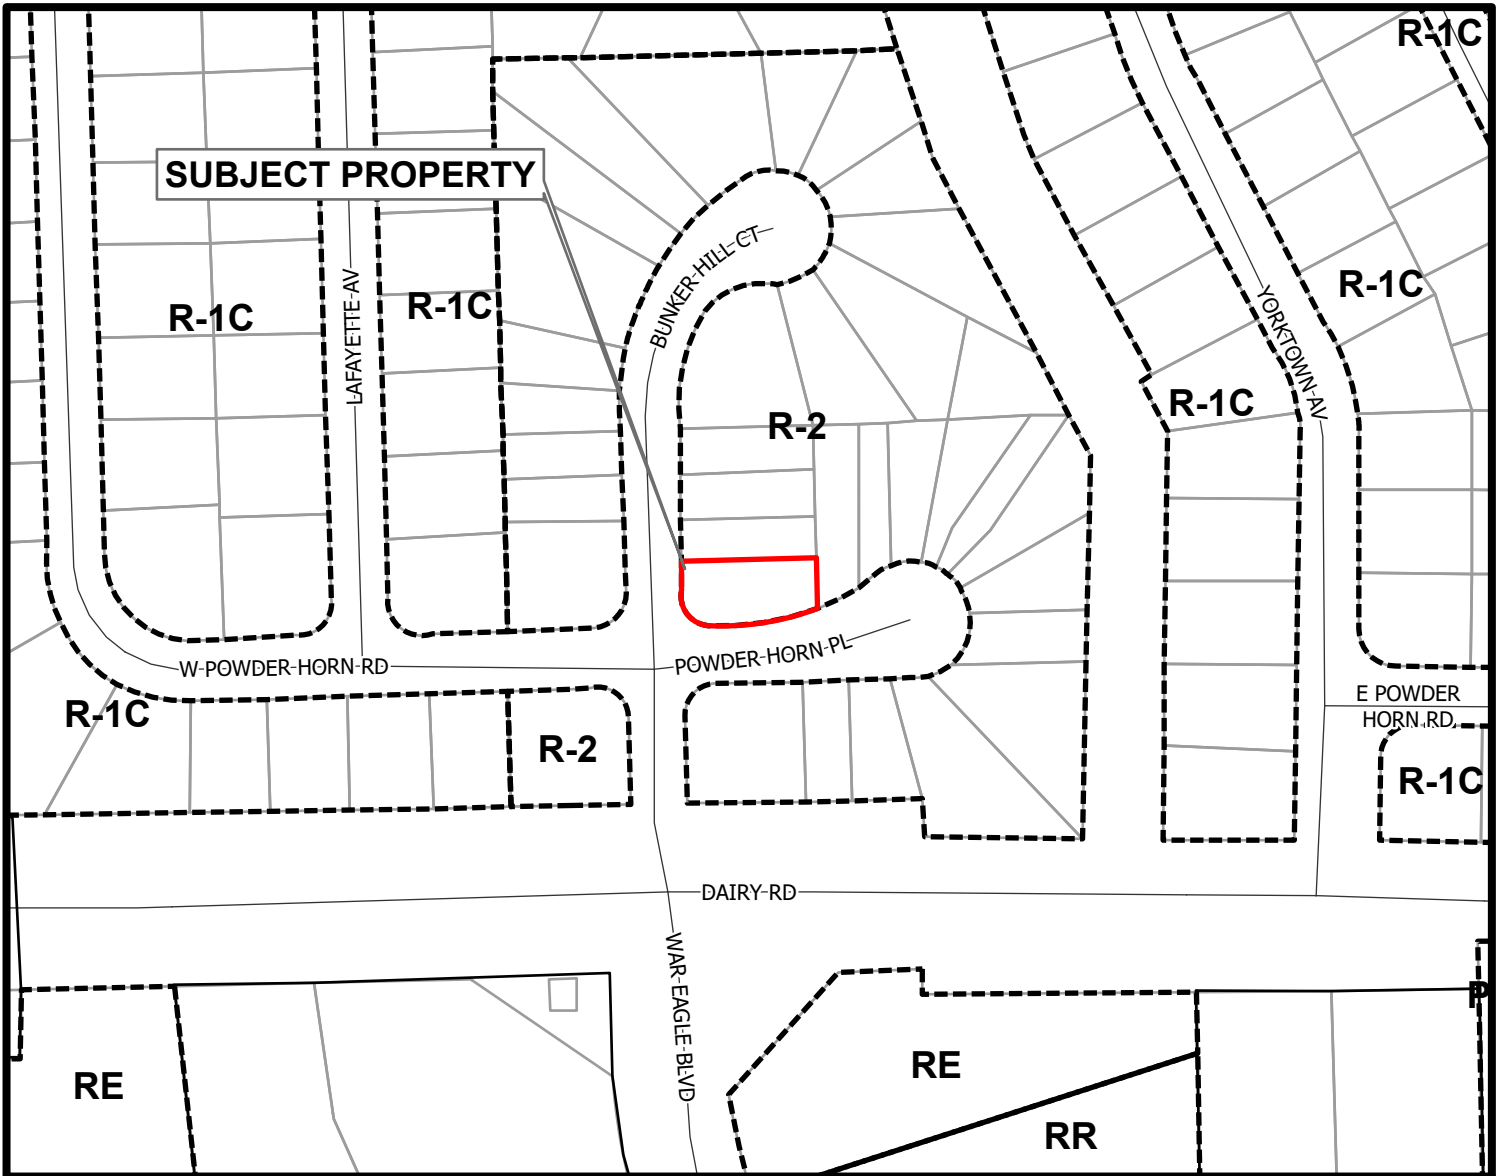 R-1C
SUBJECT PROPERTY
BUNKER HILL CT
R-1C
R-1C
LAFAYETTE AV
R-1C
YORKTOWN AV
R-1C
R-2
W POWDER HORN RD
POWDER HORN PL
R-1C
R-2
E POWDER
HORN RD
R-1C
DAIRY RD
WAR EAGLE BLVD
P
RE
RE
RR